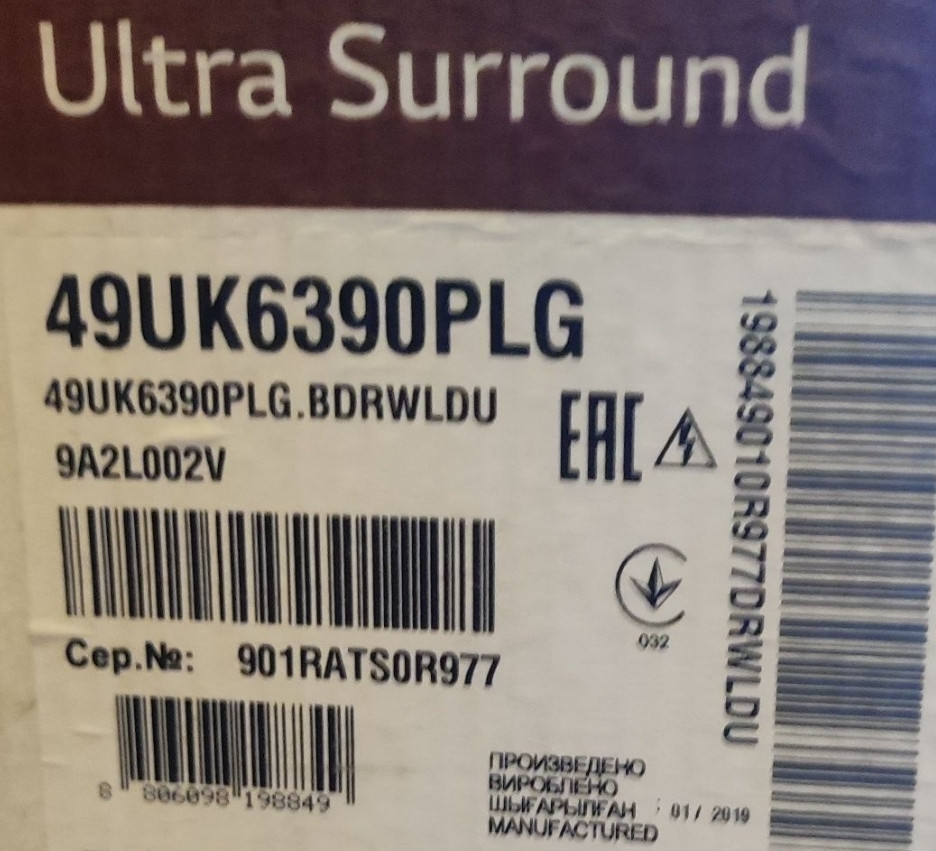 Ultra Surround
49UK6390PLG
49UK6390PLG.BDRWLDU
9A2L002V
EAC
032
Сер.№: 901RATS0R977
8 806098 198849
ПРОИЗВЕДЕНО
ВИРОБЛЕНО
ШЫҒАРЫЛҒАН : 01/ 2019
MANUFACTURED
198849010R977DRWLDU